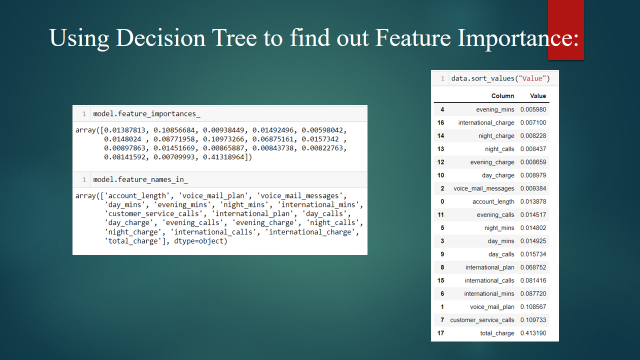 Using Decision Tree to find out Feature Importance:
1 model.feature_importances_
array([0.01387813, 0.10856684, 0.00938449, 0.01492496, 0.00598042,
0.0148024 , 0.08771958, 0.10973266, 0.06875161, 0.0157342 ,
0.00897863, 0.01451669, 0.00865887, 0.00843738, 0.00822763,
0.08141592, 0.00709993, 0.41318964])
1 model.feature_names_in_
array(['account_length', 'voice_mail_plan', 'voice_mail_messages',
'day_mins', 'evening_mins', 'night_mins', 'international_mins',
'customer_service_calls', 'international_plan', 'day_calls',
'day_charge', 'evening_calls', 'evening_charge', 'night_calls',
'night_charge', 'international_calls', 'international_charge',
'total_charge'], dtype=object)
1 data.sort_values("Value")
Column Value
4 evening_mins 0.005980
16 international_charge 0.007100
14 night_charge 0.008228
13 night_calls 0.008437
12 evening_charge 0.008659
10 day_charge 0.008979
2 voice_mail_messages 0.009384
0 account_length 0.013878
11 evening_calls 0.014517
5 night_mins 0.014802
3 day_mins 0.014925
9 day_calls 0.015734
8 international_plan 0.068752
15 international_calls 0.081416
6 international_mins 0.087720
1 voice_mail_plan 0.108567
7 customer_service_calls 0.109733
17 total_charge 0.413190